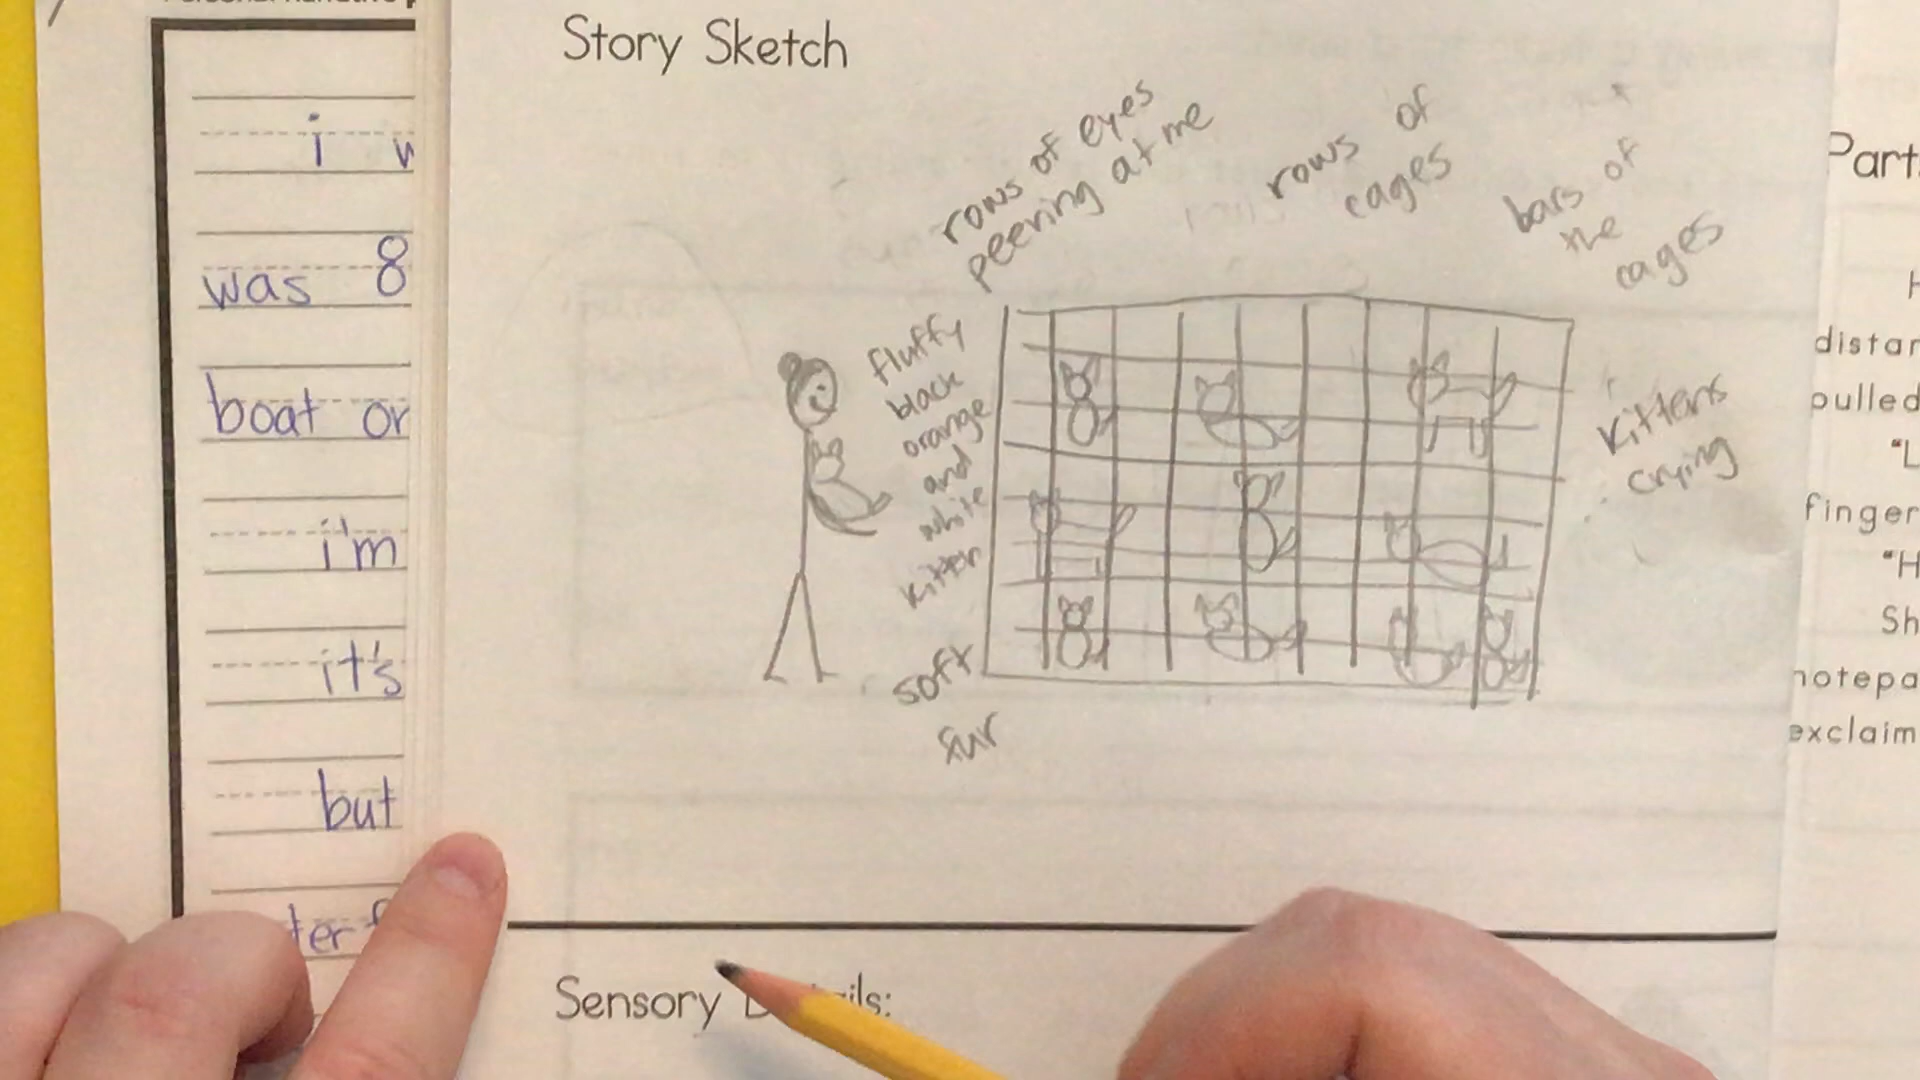 Story Sketch
i w
was 8
boat or
i'm
it's
but
rows of eyes
peering at me
rows of
cages
bars of
the
cages
fluffy
black
orange
and
white
kitten
soft
fur
kittens
crying
Sensory
Part
distan
pulled
"L
finger
"H
Sh
notepa
exclaim